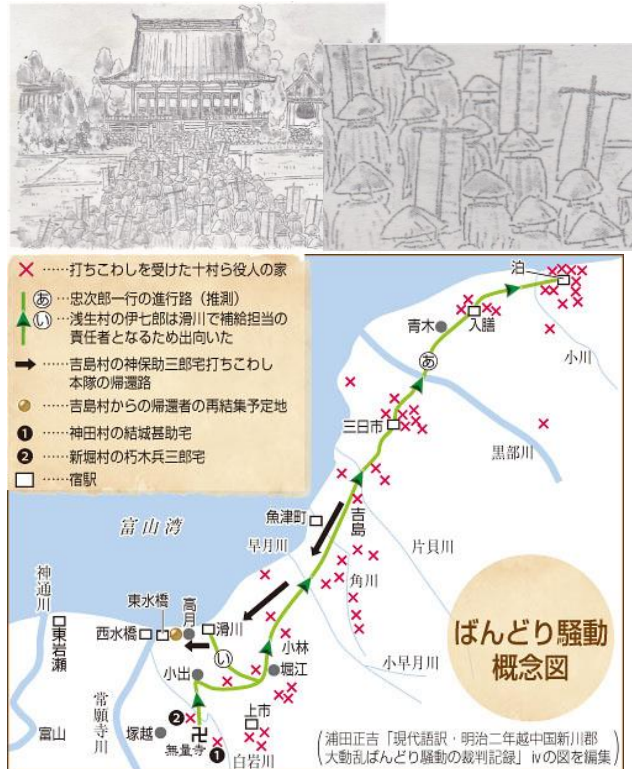 ×……打ちこわしを受けた十村ら役人の家
あ……忠次郎一行の進行路（推測）
い……浅生村の伊七郎は滑川で補給担当の
責任者となるため出向いた
……吉島村の神保助三郎宅打ちこわし
本隊の帰還路
……吉島村からの帰還者の再結集予定地
❶……神田村の結城甚助宅
❷……新堀村の朽木兵三郎宅
□……宿駅
泊
入膳
青木
小川
あ
三日市
黒部川
富山湾
魚津町
吉島
早月川
片貝川
角川
神通川
東水橋
高月
滑川
西水橋
東岩瀬
い
小林
小早月川
小出
堀江
ばんどり騒動
概念図
常願寺川
富山
塚越
❷
卍
無量寺
❶
上市
白岩川
（浦田正吉「現代語訳・明治二年越中国新川郡
大動乱ばんどり騒動の裁判記録」ⅳの図を編集）